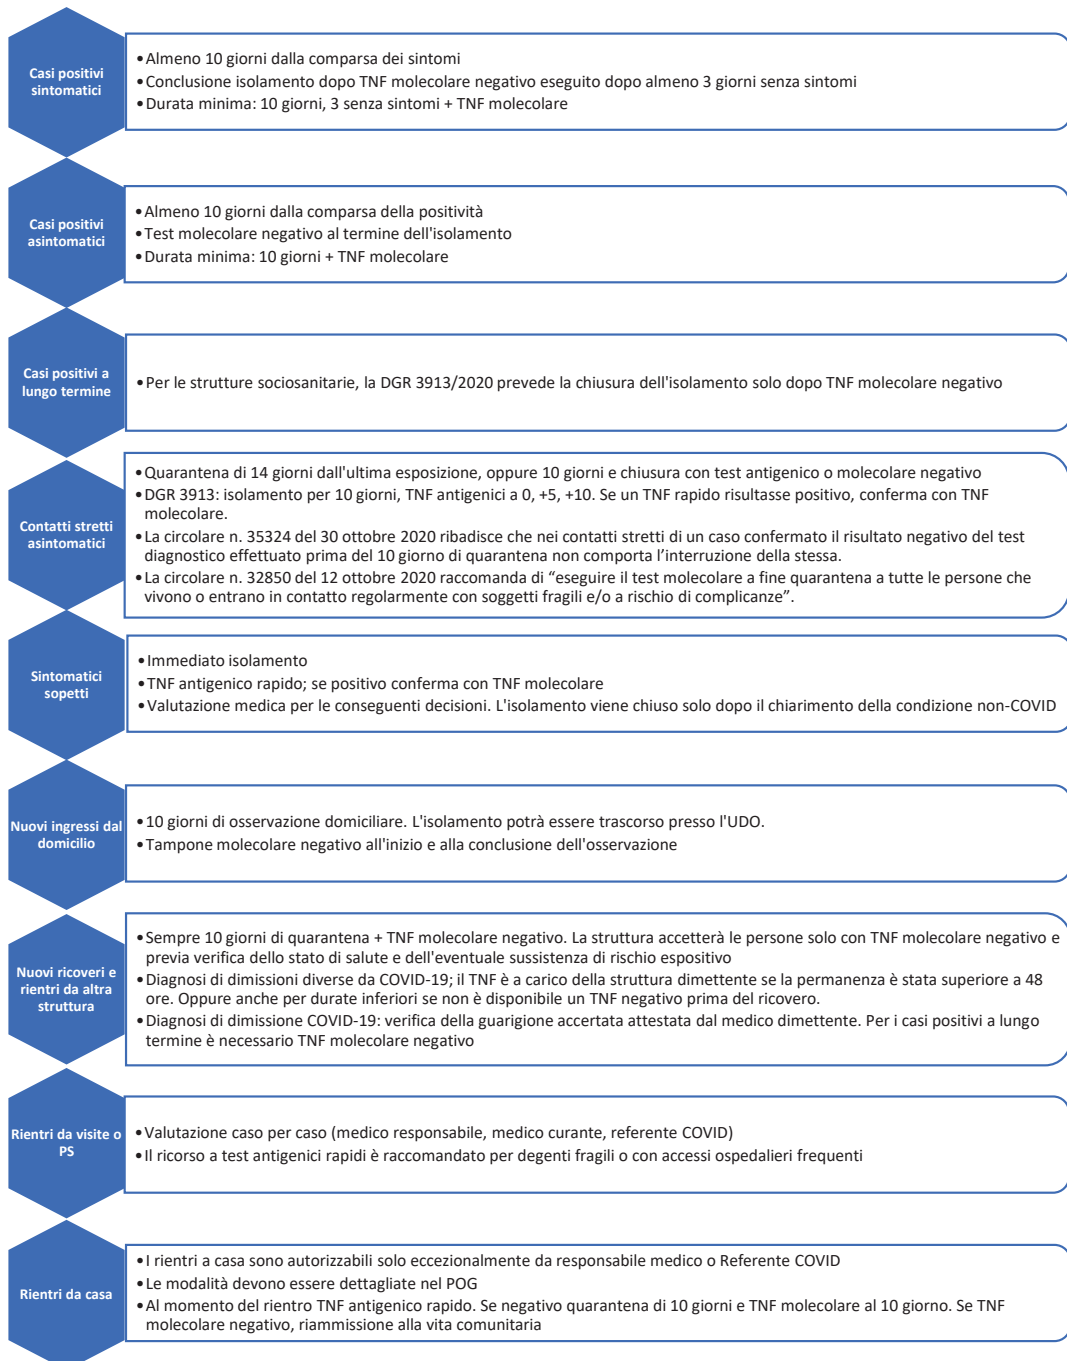 Casi positivi
sintomatici
•Almeno 10 giorni dalla comparsa dei sintomi
•Conclusione isolamento dopo TNF molecolare negativo eseguito dopo almeno 3 giorni senza sintomi
•Durata minima: 10 giorni, 3 senza sintomi + TNF molecolare
Casi positivi
asintomatici
•Almeno 10 giorni dalla comparsa della positività
•Test molecolare negativo al termine dell'isolamento
•Durata minima: 10 giorni + TNF molecolare
Casi positivi a
lungo termine
•Per le strutture sociosanitarie, la DGR 3913/2020 prevede la chiusura dell'isolamento solo dopo TNF molecolare negativo
Contatti stretti
asintomatici
•Quarantena di 14 giorni dall'ultima esposizione, oppure 10 giorni e chiusura con test antigenico o molecolare negativo
•DGR 3913: isolamento per 10 giorni, TNF antigenici a 0, +5, +10. Se un TNF rapido risultasse positivo, conferma con TNF
molecolare.
•La circolare n. 35324 del 30 ottobre 2020 ribadisce che nei contatti stretti di un caso confermato il risultato negativo del test
diagnostico effettuato prima del 10 giorno di quarantena non comporta l’interruzione della stessa.
•La circolare n. 32850 del 12 ottobre 2020 raccomanda di “eseguire il test molecolare a fine quarantena a tutte le persone che
vivono o entrano in contatto regolarmente con soggetti fragili e/o a rischio di complicanze”.
Sintomatici
sopetti
•Immediato isolamento
•TNF antigenico rapido; se positivo conferma con TNF molecolare
•Valutazione medica per le conseguenti decisioni. L'isolamento viene chiuso solo dopo il chiarimento della condizione non-COVID
Nuovi ingressi dal
domicilio
•10 giorni di osservazione domiciliare. L'isolamento potrà essere trascorso presso l'UDO.
•Tampone molecolare negativo all'inizio e alla conclusione dell'osservazione
Nuovi ricoveri e
rientri da altra
struttura
•Sempre 10 giorni di quarantena + TNF molecolare negativo. La struttura accetterà le persone solo con TNF molecolare negativo e
previa verifica dello stato di salute e dell'eventuale sussistenza di rischio espositivo
•Diagnosi di dimissioni diverse da COVID-19; il TNF è a carico della struttura dimettente se la permanenza è stata superiore a 48
ore. Oppure anche per durate inferiori se non è disponibile un TNF negativo prima del ricovero.
•Diagnosi di dimissione COVID-19: verifica della guarigione accertata attestata dal medico dimettente. Per i casi positivi a lungo
termine è necessario TNF molecolare negativo
Rientri da visite o
PS
•Valutazione caso per caso (medico responsabile, medico curante, referente COVID)
•Il ricorso a test antigenici rapidi è raccomandato per degenti fragili o con accessi ospedalieri frequenti
Rientri da casa
•I rientri a casa sono autorizzabili solo eccezionalmente da responsabile medico o Referente COVID
•Le modalità devono essere dettagliate nel POG
•Al momento del rientro TNF antigenico rapido. Se negativo quarantena di 10 giorni e TNF molecolare al 10 giorno. Se TNF
molecolare negativo, riammissione alla vita comunitaria